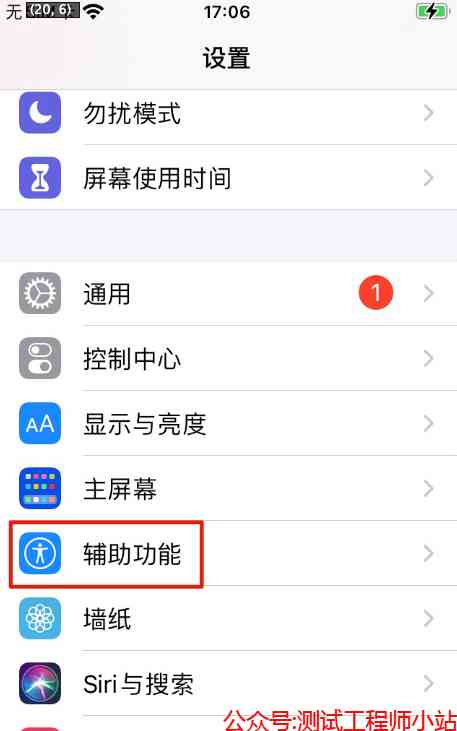 无 (20, 6) 17:06
设置
勿扰模式
屏幕使用时间
通用 1
控制中心
AA 显示与亮度
主屏幕
辅助功能
墙纸
Siri与搜索
公众号:测试工程师小站